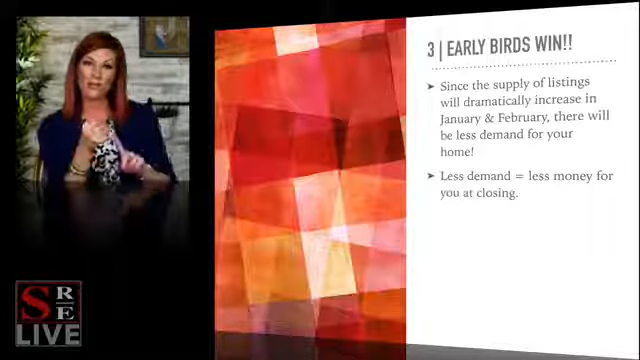 3 | EARLY BIRDS WIN!!
➤ Since the supply of listings
will dramatically increase in
January & February, there will
be less demand for your
home!
➤ Less demand = less money for
you at closing.
S R E
LIVE